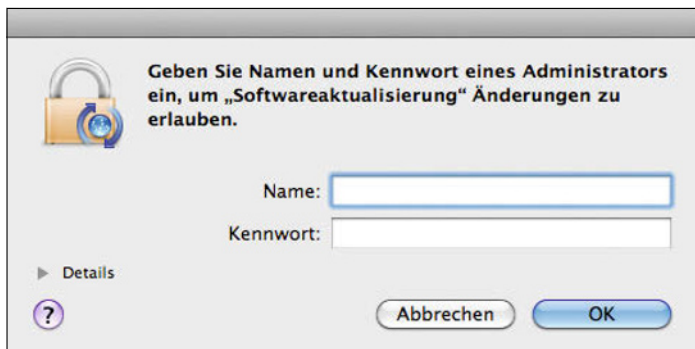 Geben Sie Namen und Kennwort eines Administrators
ein, um „Softwareaktualisierung“ Änderungen zu
erlauben.
Name:
Kennwort:
Details
?
Abbrechen
OK